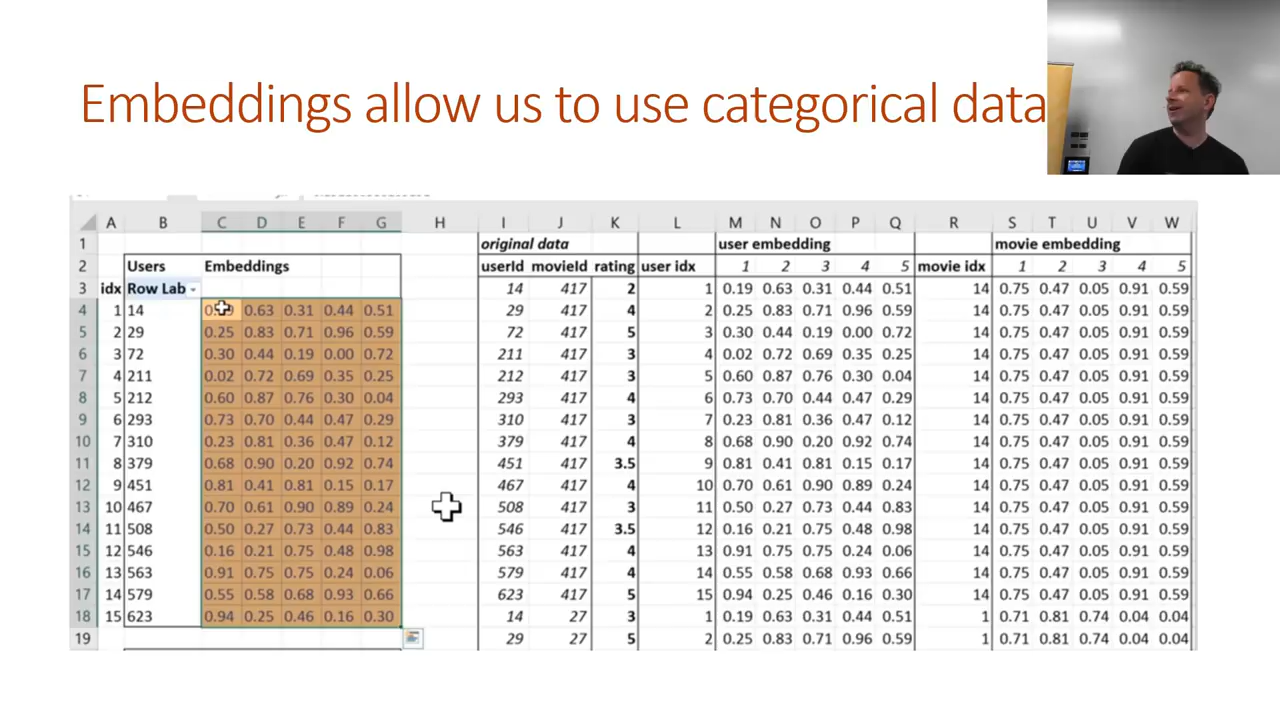 Embeddings allow us to use categorical data
A B C D E F G H I J K L M N O P Q R S T U V W
1 original data user embedding movie embedding
2 Users Embeddings userId movieId rating user idx 1 2 3 4 5 movie idx 1 2 3 4 5
3 idx Row Lab 14 417 2 1 0.19 0.63 0.31 0.44 0.51 14 0.75 0.47 0.05 0.91 0.59
4 1 14 0.63 0.31 0.44 0.51 29 417 4 2 0.25 0.83 0.71 0.96 0.59 14 0.75 0.47 0.05 0.91 0.59
5 2 29 0.25 0.83 0.71 0.96 0.59 72 417 5 3 0.30 0.44 0.19 0.00 0.72 14 0.75 0.47 0.05 0.91 0.59
6 3 72 0.30 0.44 0.19 0.00 0.72 211 417 3 4 0.02 0.72 0.69 0.35 0.25 14 0.75 0.47 0.05 0.91 0.59
7 4 211 0.02 0.72 0.69 0.35 0.25 212 417 3 5 0.60 0.87 0.76 0.30 0.04 14 0.75 0.47 0.05 0.91 0.59
8 5 212 0.60 0.87 0.76 0.30 0.04 293 417 4 6 0.73 0.70 0.44 0.47 0.29 14 0.75 0.47 0.05 0.91 0.59
9 6 293 0.73 0.70 0.44 0.47 0.29 310 417 3 7 0.23 0.81 0.36 0.47 0.12 14 0.75 0.47 0.05 0.91 0.59
10 7 310 0.23 0.81 0.36 0.47 0.12 379 417 4 8 0.68 0.90 0.20 0.92 0.74 14 0.75 0.47 0.05 0.91 0.59
11 8 379 0.68 0.90 0.20 0.92 0.74 451 417 3.5 9 0.81 0.41 0.81 0.15 0.17 14 0.75 0.47 0.05 0.91 0.59
12 9 451 0.81 0.41 0.81 0.15 0.17 467 417 4 10 0.70 0.61 0.90 0.89 0.24 14 0.75 0.47 0.05 0.91 0.59
13 10 467 0.70 0.61 0.90 0.89 0.24 508 417 3 11 0.50 0.27 0.73 0.44 0.83 14 0.75 0.47 0.05 0.91 0.59
14 11 508 0.50 0.27 0.73 0.44 0.83 546 417 3.5 12 0.16 0.21 0.75 0.48 0.98 14 0.75 0.47 0.05 0.91 0.59
15 12 546 0.16 0.21 0.75 0.48 0.98 563 417 4 13 0.91 0.75 0.75 0.24 0.06 14 0.75 0.47 0.05 0.91 0.59
16 13 563 0.91 0.75 0.75 0.24 0.06 579 417 4 14 0.55 0.58 0.68 0.93 0.66 14 0.75 0.47 0.05 0.91 0.59
17 14 579 0.55 0.58 0.68 0.93 0.66 623 417 5 15 0.94 0.25 0.46 0.16 0.30 14 0.75 0.47 0.05 0.91 0.59
18 15 623 0.94 0.25 0.46 0.16 0.30 14 27 3 1 0.19 0.63 0.31 0.44 0.51 1 0.71 0.81 0.74 0.04 0.04
19 29 27 5 2 0.25 0.83 0.71 0.96 0.59 1 0.71 0.81 0.74 0.04 0.04